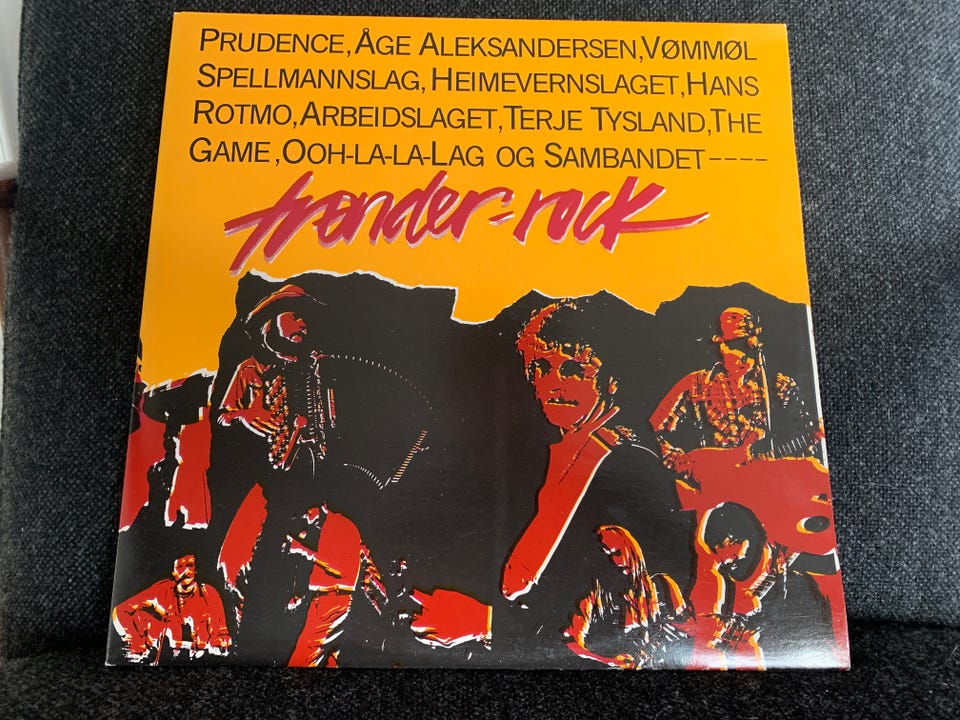 PRUDENCE, ÅGE ALEKSANDERSEN, VØMMØL
SPELLMANNSLAG, HEIMEVERNSLAGET, HANS
ROTMO, ARBEIDSLAGET, TERJE TYSLAND, THE
GAME, OOH-LA-LA-LAG OG SAMBANDET----
trønder-rock